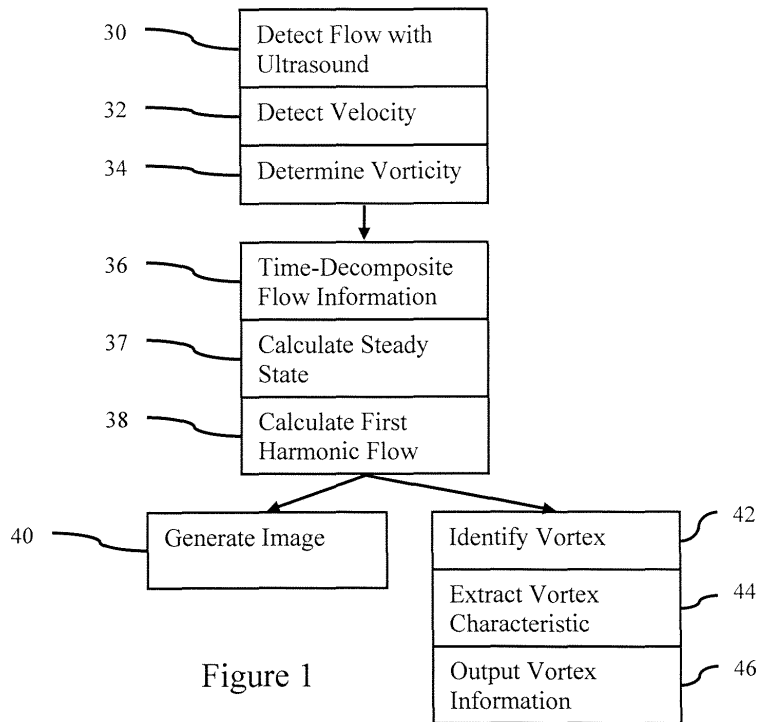 30
Detect Flow with
Ultrasound
32
Detect Velocity
34
Determine Vorticity
36
Time-Decomposite
Flow Information
37
Calculate Steady
State
38
Calculate First
Harmonic Flow
40
Generate Image
Identify Vortex
42
Extract Vortex
Characteristic
44
Output Vortex
Information
46
Figure 1